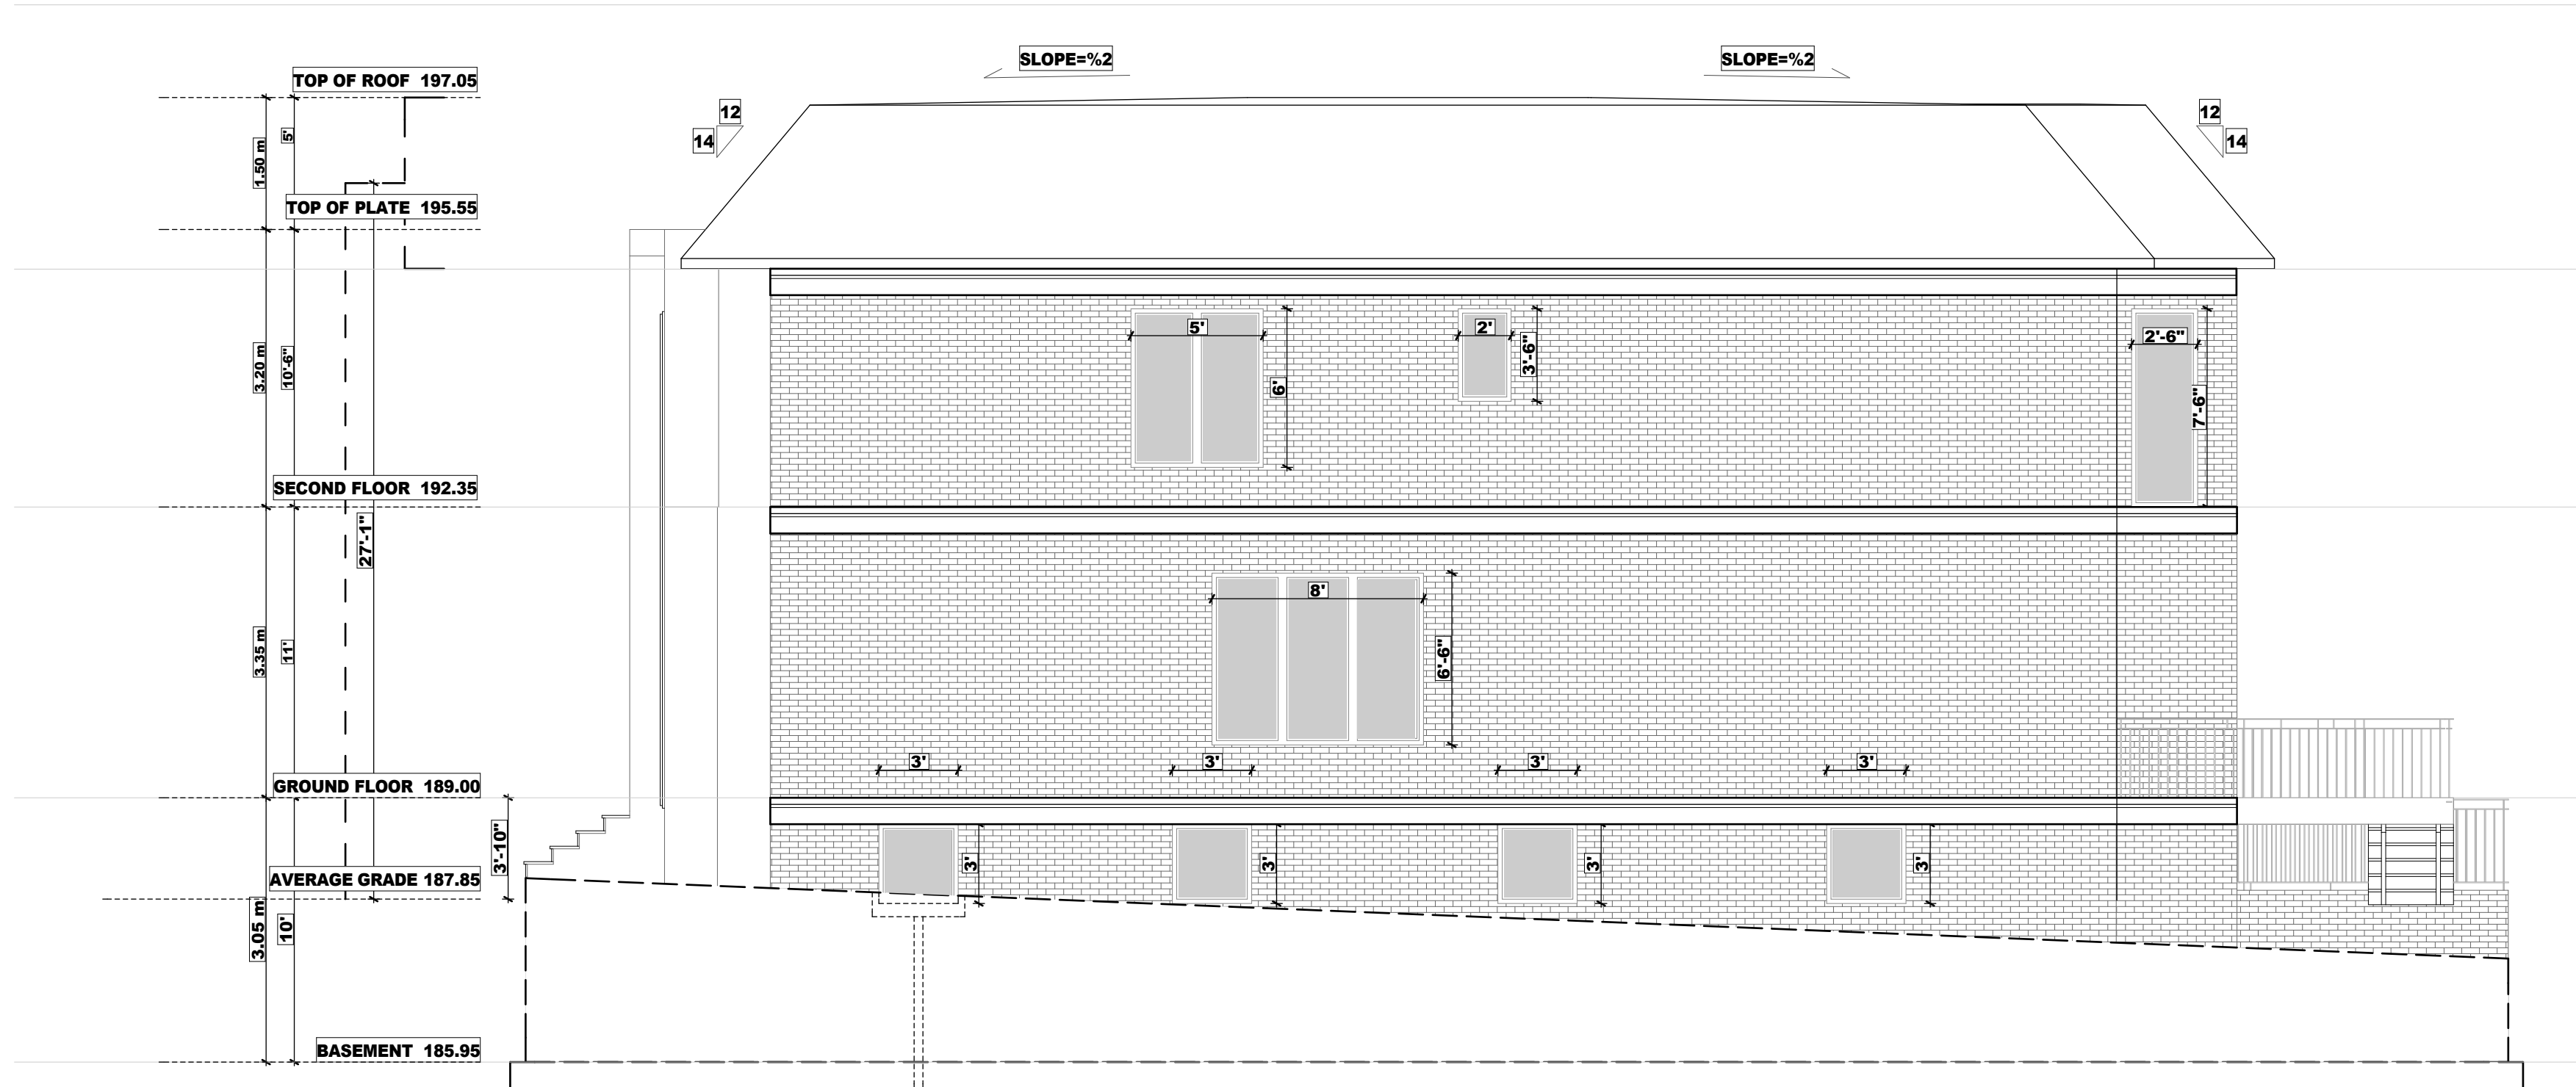 SLOPE=%2
SLOPE=%2
TOP OF ROOF 197.05
12
14
12
14
5'
1.50 m
TOP OF PLATE 195.55
5'
6'
2'
3'-6"
2'-6"
7'-6"
3.20 m
10'-6"
SECOND FLOOR 192.35
27'-1"
8'
6'-6"
3.35 m
11'
3'
3'
3'
3'
GROUND FLOOR 189.00
3'-10"
3'
3'
3'
3'
AVERAGE GRADE 187.85
3.05 m
10'
BASEMENT 185.95